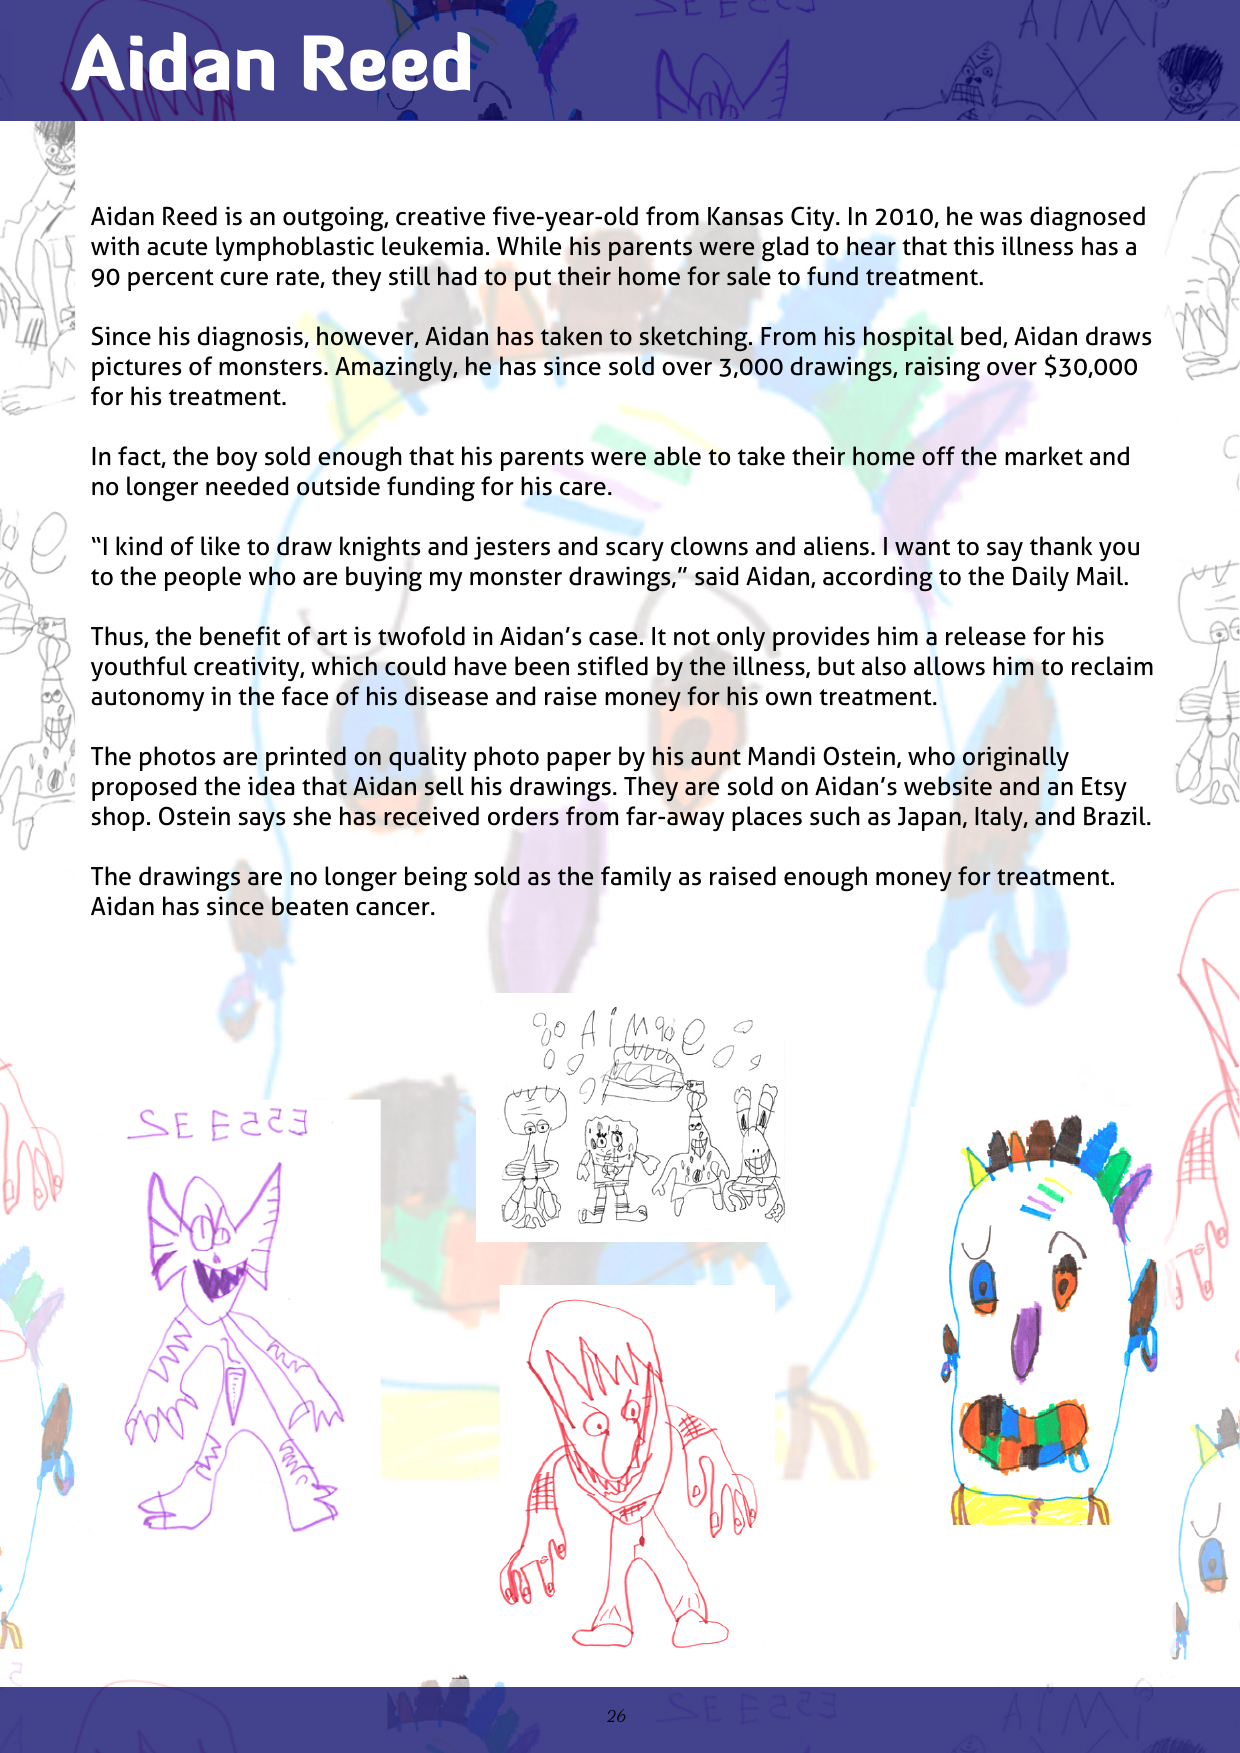 Aidan Reed
Aidan Reed is an outgoing, creative five-year-old from Kansas City. In 2010, he was diagnosed
with acute lymphoblastic leukemia. While his parents were glad to hear that this illness has a
90 percent cure rate, they still had to put their home for sale to fund treatment.
Since his diagnosis, however, Aidan has taken to sketching. From his hospital bed, Aidan draws
pictures of monsters. Amazingly, he has since sold over 3,000 drawings, raising over $30,000
for his treatment.
In fact, the boy sold enough that his parents were able to take their home off the market and
no longer needed outside funding for his care.
“I kind of like to draw knights and jesters and scary clowns and aliens. I want to say thank you
to the people who are buying my monster drawings,” said Aidan, according to the Daily Mail.
Thus, the benefit of art is twofold in Aidan’s case. It not only provides him a release for his
youthful creativity, which could have been stifled by the illness, but also allows him to reclaim
autonomy in the face of his disease and raise money for his own treatment.
The photos are printed on quality photo paper by his aunt Mandi Ostein, who originally
proposed the idea that Aidan sell his drawings. They are sold on Aidan’s website and an Etsy
shop. Ostein says she has received orders from far-away places such as Japan, Italy, and Brazil.
The drawings are no longer being sold as the family as raised enough money for treatment.
Aidan has since beaten cancer.
26